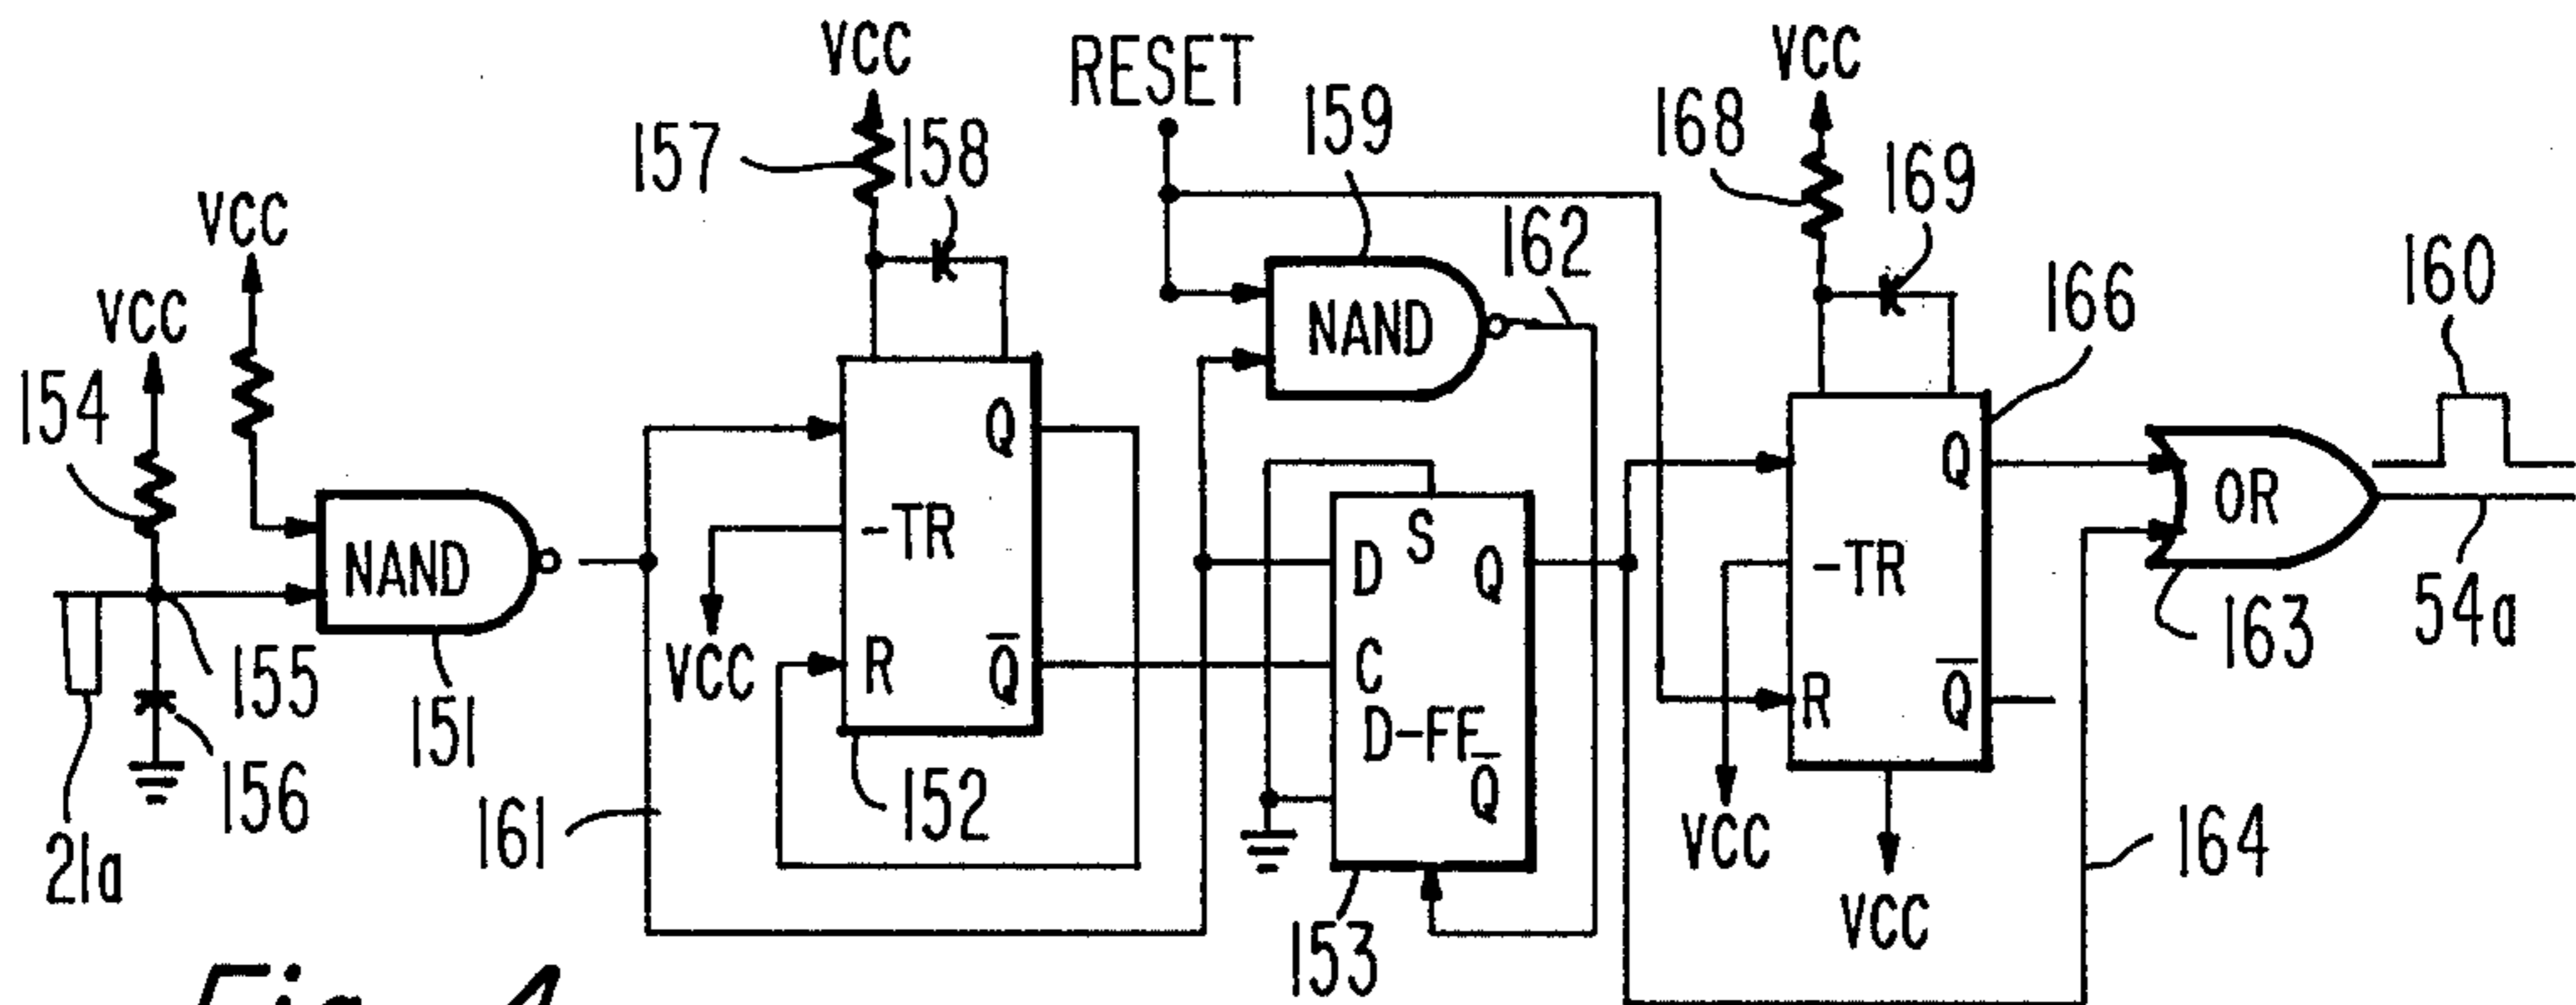 VCC
RESET
VCC
157
158
159
168
169
VCC
162
160
VCC
166
154
NAND
Q
Q
OR
NAND
-TR
S
D
Q
-TR
54a
155
VCC
R
Q̅
C
163
151
D-FF
R
Q̅
156
152
Q̅
21a
161
VCC
164
VCC
153
Fig. 4